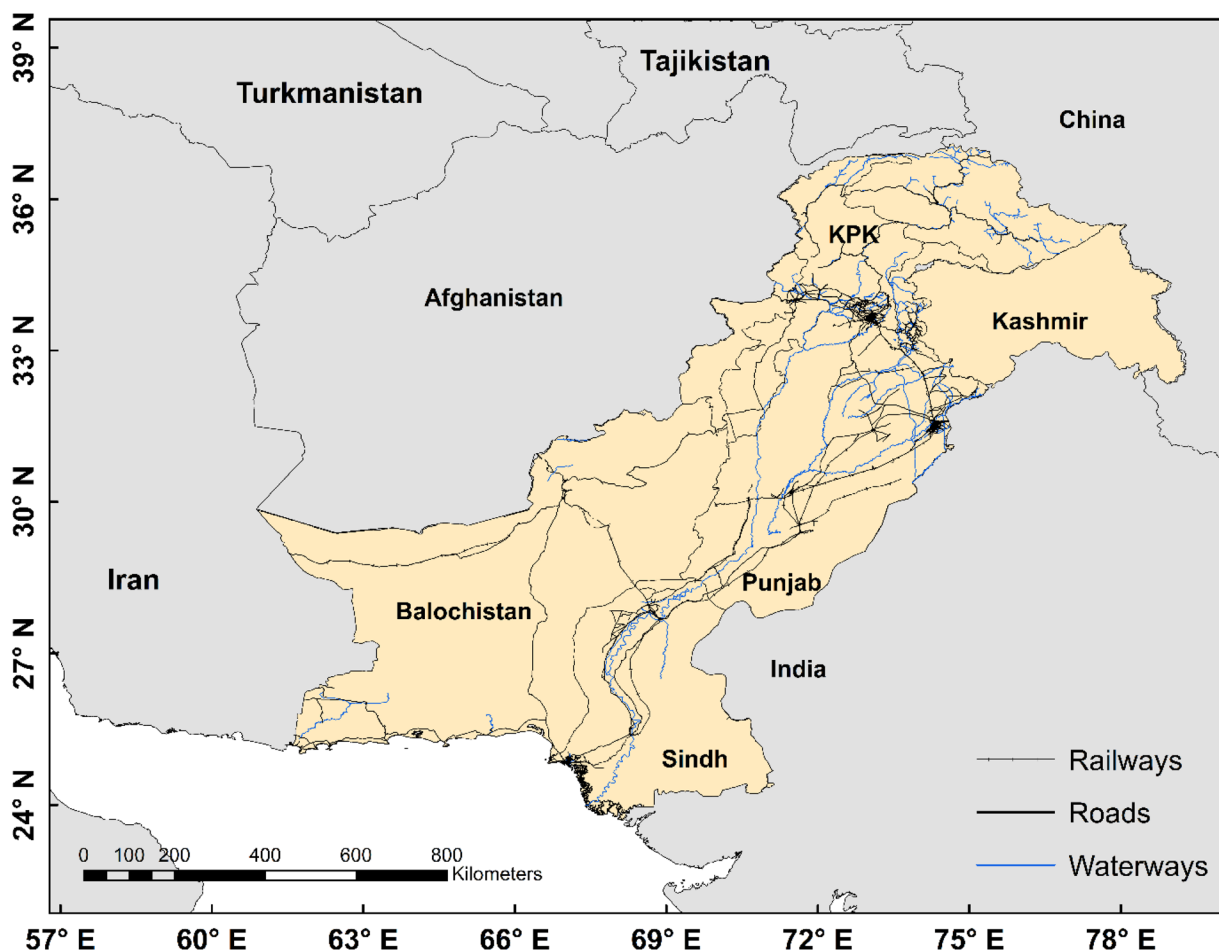 39° N
36° N
33° N
30° N
27° N
24° N
Turkmanistan
Tajikistan
China
KPK
Afghanistan
Kashmir
Iran
Balochistan
Punjab
India
Sindh
Railways
Roads
Waterways
0 100 200 400 600 800
Kilometers
57° E 60° E 63° E 66° E 69° E 72° E 75° E 78° E